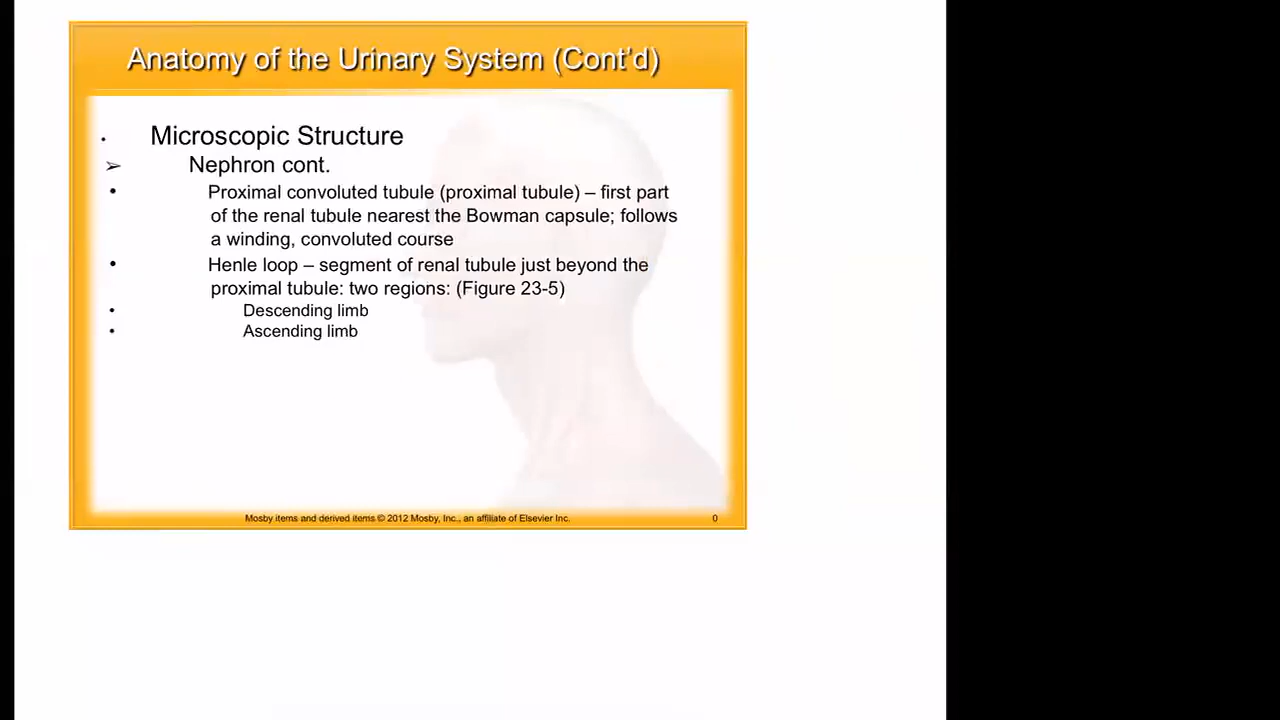 Anatomy of the Urinary System (Cont’d)
• Microscopic Structure
➢ Nephron cont.
• Proximal convoluted tubule (proximal tubule) – first part
of the renal tubule nearest the Bowman capsule; follows
a winding, convoluted course
• Henle loop – segment of renal tubule just beyond the
proximal tubule: two regions: (Figure 23-5)
• Descending limb
• Ascending limb
Mosby items and derived items © 2012 Mosby, Inc., an affiliate of Elsevier Inc. 0